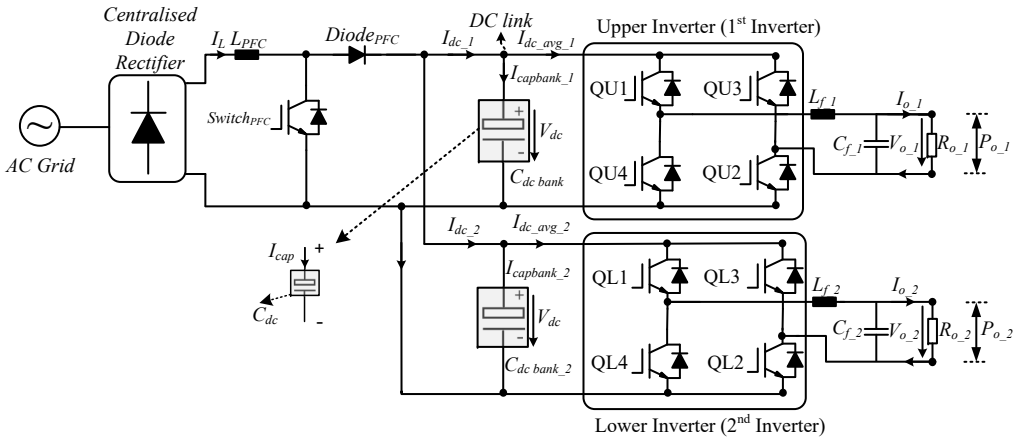 Centralised
Diode
Rectifier
AC Grid
I_L L_PFC
Diode_PFC
Switch_PFC
DC link
I_dc_1
I_dc_avg_1
I_capbank_1
+
-
V_dc
C_dc bank
Upper Inverter (1st Inverter)
QU1
QU3
QU4
QU2
L_f_1
I_o_1
C_f_1
V_o_1
R_o_1
P_o_1
I_dc_2
I_dc_avg_2
I_capbank_2
+
-
V_dc
C_dc bank_2
I_cap
+
-
C_dc
QL1
QL3
QL4
QL2
L_f_2
I_o_2
C_f_2
V_o_2
R_o_2
P_o_2
Lower Inverter (2nd Inverter)